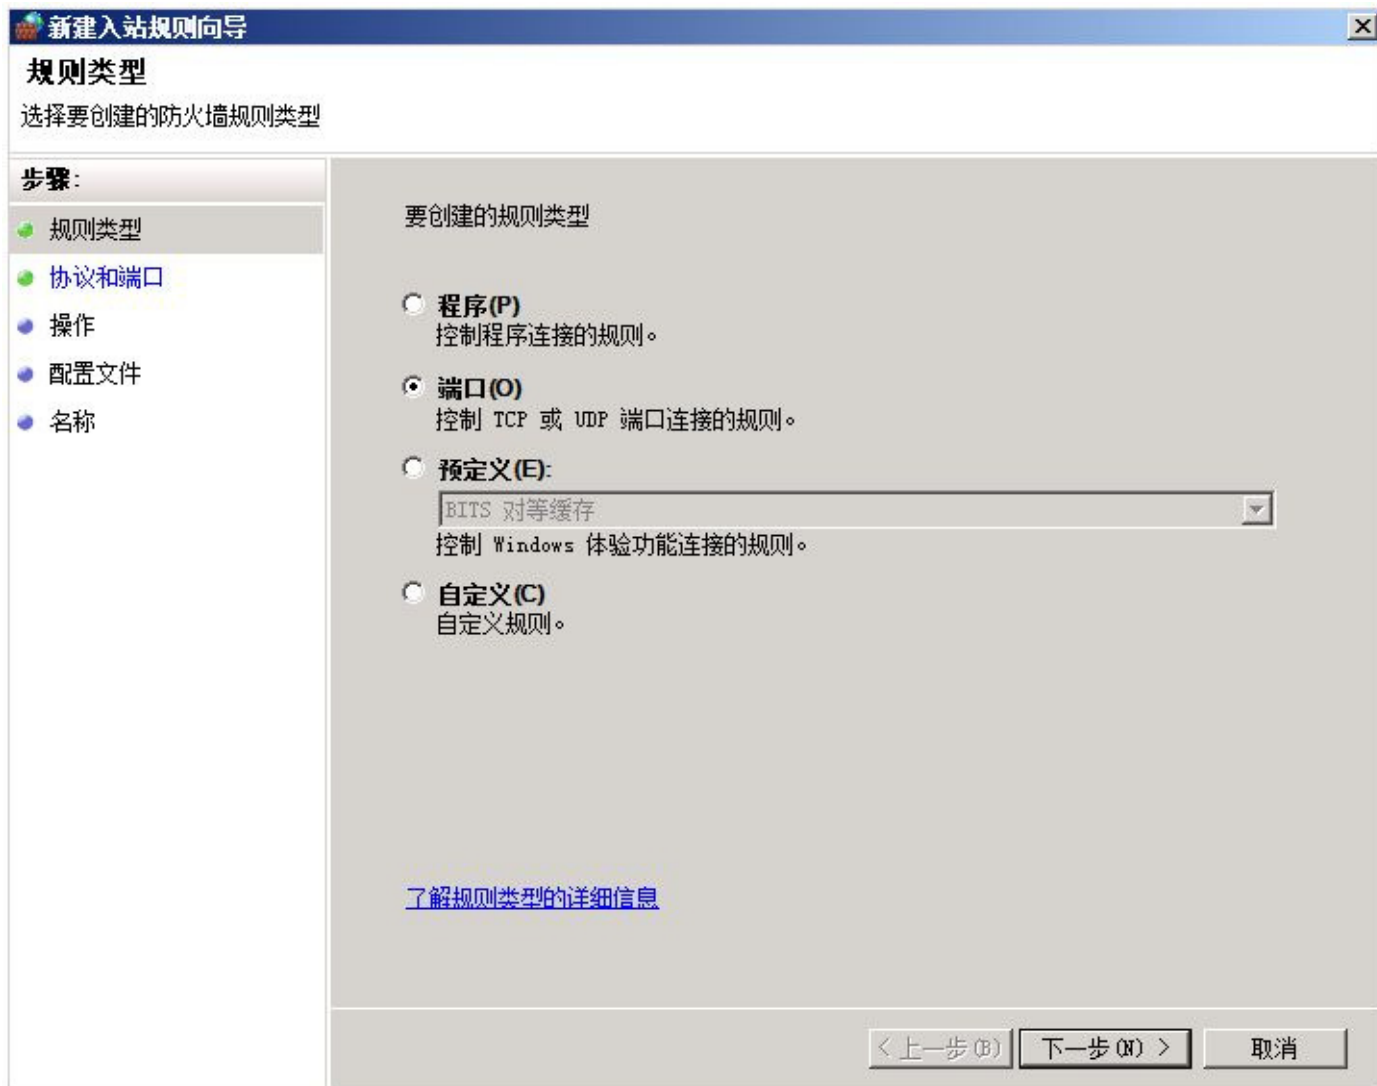 新建入站规则向导
规则类型
选择要创建的防火墙规则类型
步骤:
规则类型
协议和端口
操作
配置文件
名称
要创建的规则类型
程序(P)
控制程序连接的规则。
端口(O)
控制 TCP 或 UDP 端口连接的规则。
预定义(E):
BITS 对等缓存
控制 Windows 体验功能连接的规则。
自定义(C)
自定义规则。
了解规则类型的详细信息
< 上一步(B) 下一步(N) > 取消